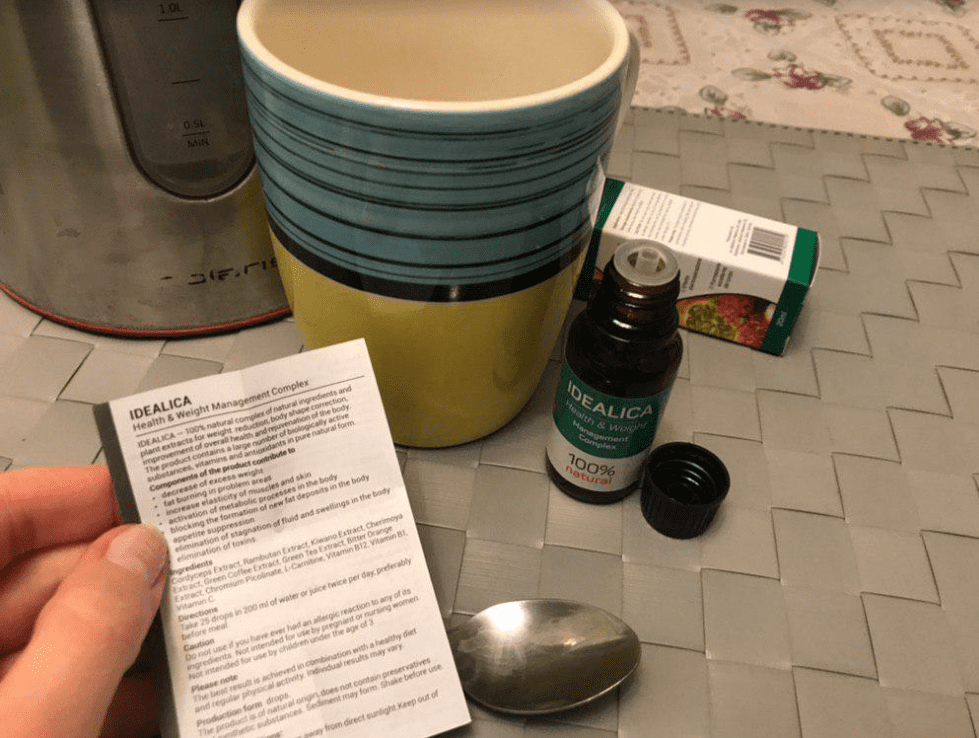 1.0L
0.5L
MIN
IDEALICA
Health & Weight Management Complex
IDEALICA – 100% natural complex of natural ingredients and
plant extracts for weight reduction, body shape correction,
improvement of overall health and rejuvenation of the body.
The product contains a large number of biologically active
substances, vitamins and antioxidants in pure natural form.
Components of the product contribute to
• decrease of excess weight
• fat burning in problem areas
• increase elasticity of muscles and skin
• activation of metabolic processes in the body
• blocking the formation of new fat deposits in the body
appetite suppression
elimination of stagnation of fluid and swellings in the body
elimination of toxins.
Ingredients
Cordyceps Extract, Rambutan Extract, Kiwano Extract, Cherimoya
Extract, Green Coffee Extract, Green Tea Extract, Bitter Orange
Extract, Chromium Picolinate, L-Carnitine, Vitamin B12, Vitamin B1,
Vitamin C.
Directions
Take 25 drops in 200 ml of water or juice twice per day, preferably
before meal
Caution
Do not use if you have ever had an allergic reaction to any of its
ingredients. Not intended for use by pregnant or nursing women.
Not intended for use by children under the age of 3.
Please note
The best result is achieved in combination with a healthy diet
and regular physical activity. Individual results may vary.
Production form drops.
The product is of natural origin, does not contain preservatives
synthetic substances. Sediment may form. Shake before use.
away from direct sunlight. Keep out of
IDEALICA
Health & Weight
Management
Complex
100%
natural
20ml